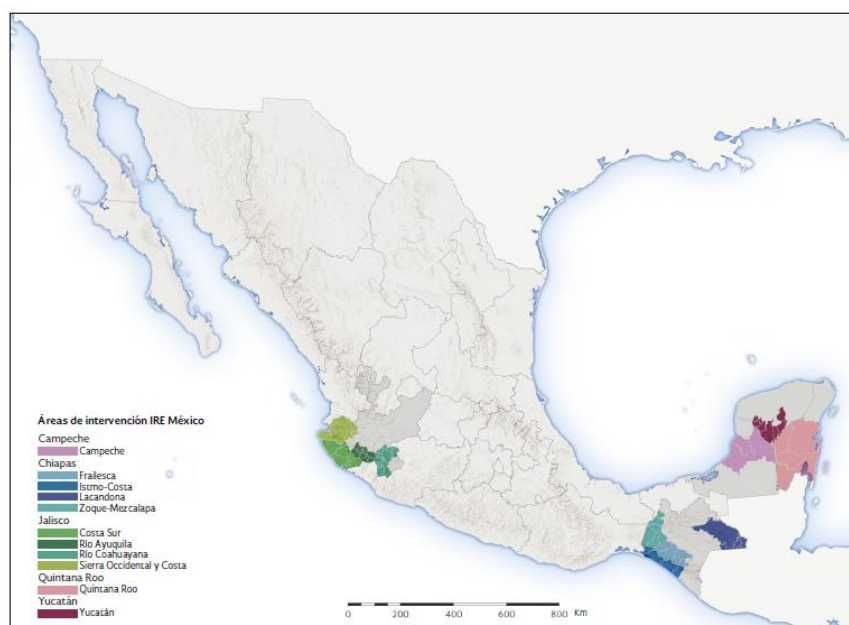 Áreas de intervención IRE México
Campeche
Campeche
Chiapas
Frailesca
Istmo-Costa
Lacandona
Zoque-Mezcalapa
Jalisco
Costa Sur
Río Ayuquila
Río Coahuayana
Sierra Occidental y Costa
Quintana Roo
Quintana Roo
Yucatán
Yucatán
0 200 400 600 800 Km